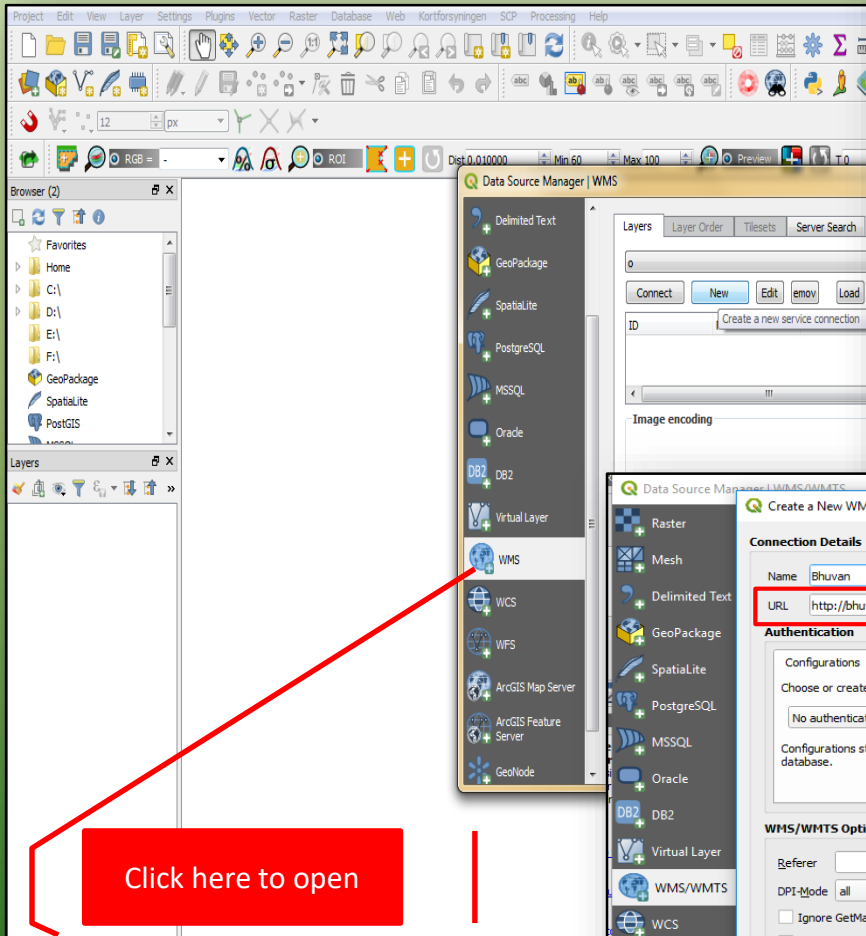 Project Edit View Layer Settings Plugins Vector Raster Database Web Kortforsyningen SCP Processing Help
12 px
RGB = - ROI Dist 0.010000 Min 60 Max 100 Preview T 0
Browser (2)
Favorites
Home
C:\
D:\
E:\
F:\
GeoPackage
SpatiaLite
PostGIS
MSSQL
Layers
Data Source Manager | WMS
Delimited Text
GeoPackage
SpatiaLite
PostgreSQL
MSSQL
Oracle
DB2
Virtual Layer
WMS
WCS
WFS
ArcGIS Map Server
ArcGIS Feature
Server
GeoNode
Layers Layer Order Tilesets Server Search
o
Connect New Edit emov Load
ID
Create a new service connection
Image encoding
Data Source Manager | WMS/WMTS
Raster
Mesh
Delimited Text
GeoPackage
SpatiaLite
PostgreSQL
MSSQL
Oracle
DB2
Virtual Layer
WMS/WMTS
WCS
Create a New WM
Connection Details
Name Bhuvan
URL http://bhu
Authentication
Configurations
Choose or create
No authenticat
Configurations st
database.
WMS/WMTS Opti
Referer
DPI-Mode all
Ignore GetMa
Click here to open